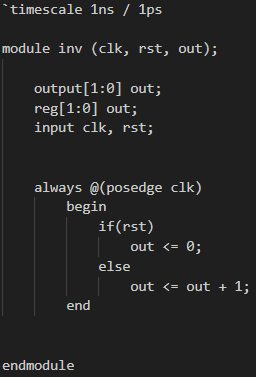 `timescale 1ns / 1ps
module inv (clk, rst, out);
    output[1:0] out;
    reg[1:0] out;
    input clk, rst;
    always @(posedge clk)
        begin
            if(rst)
                out <= 0;
            else
                out <= out + 1;
        end
endmodule